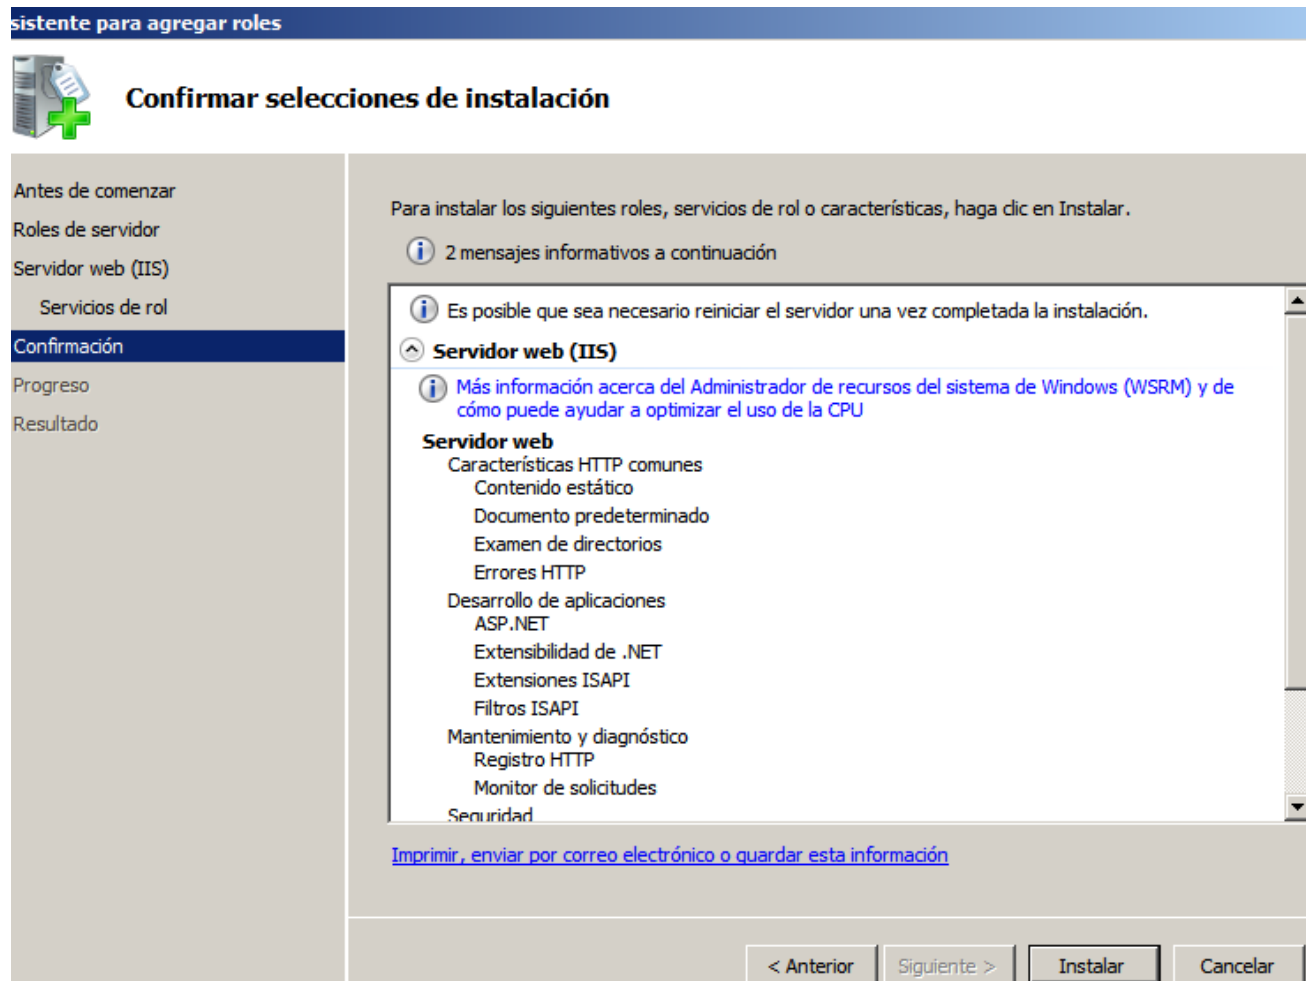 sistente para agregar roles
Confirmar selecciones de instalación
Antes de comenzar
Roles de servidor
Servidor web (IIS)
Servicios de rol
Confirmación
Progreso
Resultado
Para instalar los siguientes roles, servicios de rol o características, haga clic en Instalar.
2 mensajes informativos a continuación
Es posible que sea necesario reiniciar el servidor una vez completada la instalación.
Servidor web (IIS)
Más información acerca del Administrador de recursos del sistema de Windows (WSRM) y de
cómo puede ayudar a optimizar el uso de la CPU
Servidor web
Características HTTP comunes
Contenido estático
Documento predeterminado
Examen de directorios
Errores HTTP
Desarrollo de aplicaciones
ASP.NET
Extensibilidad de .NET
Extensiones ISAPI
Filtros ISAPI
Mantenimiento y diagnóstico
Registro HTTP
Monitor de solicitudes
Seguridad
Imprimir, enviar por correo electrónico o guardar esta información
< Anterior
Siguiente >
Instalar
Cancelar